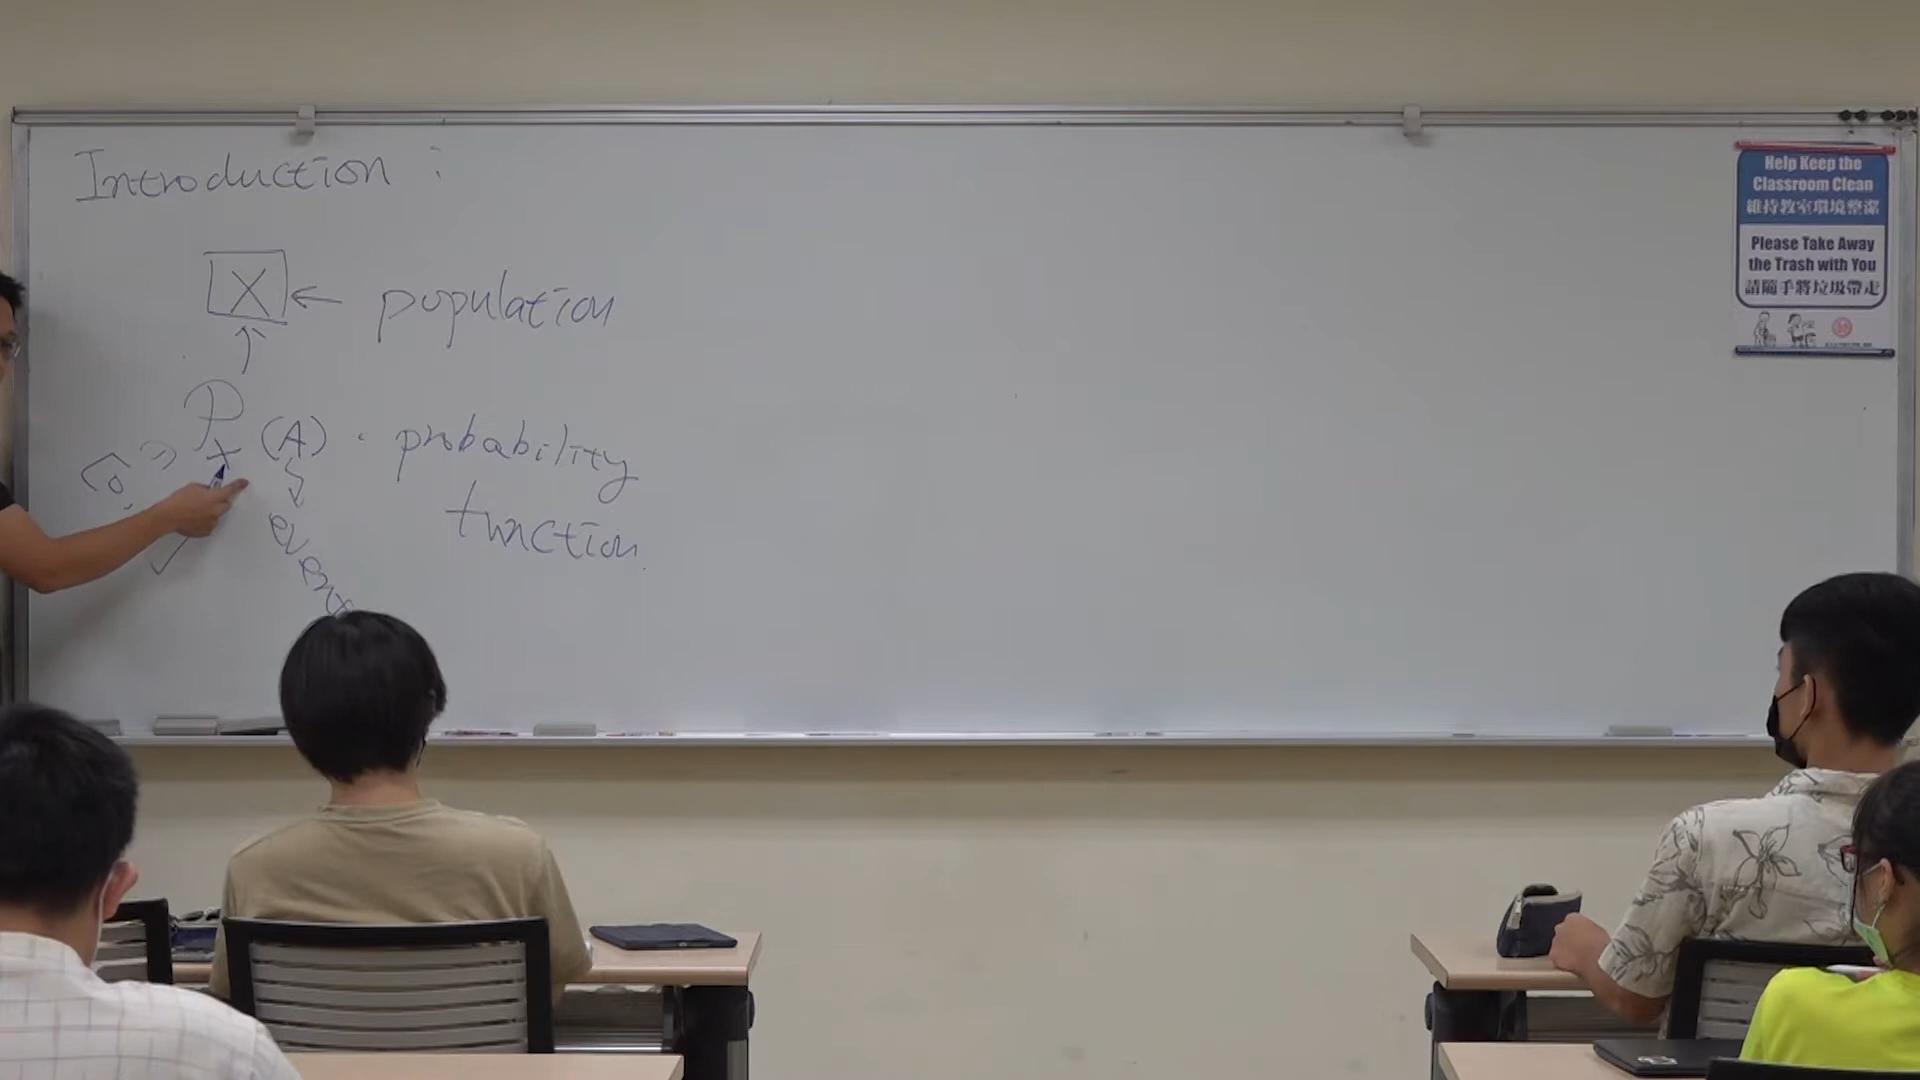 Introduction :
X ← population
P_X (A) . probability
function
event
Help Keep the
Classroom Clean
維持教室環境整潔
Please Take Away
the Trash with You
請隨手將垃圾帶走